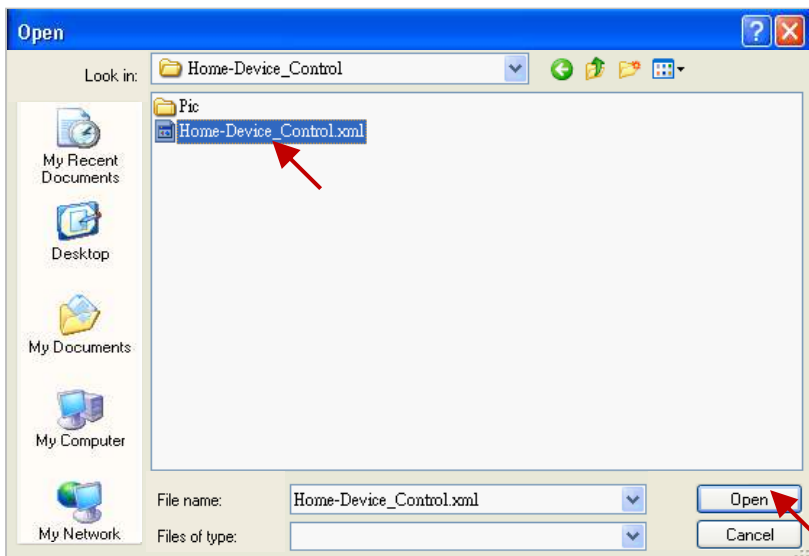 Open
Look in:
Home-Device_Control
My Recent
Documents
Desktop
My Documents
My Computer
My Network
Pic
Home-Device_Control.xml
File name:
Home-Device_Control.xml
Open
Files of type:
Cancel